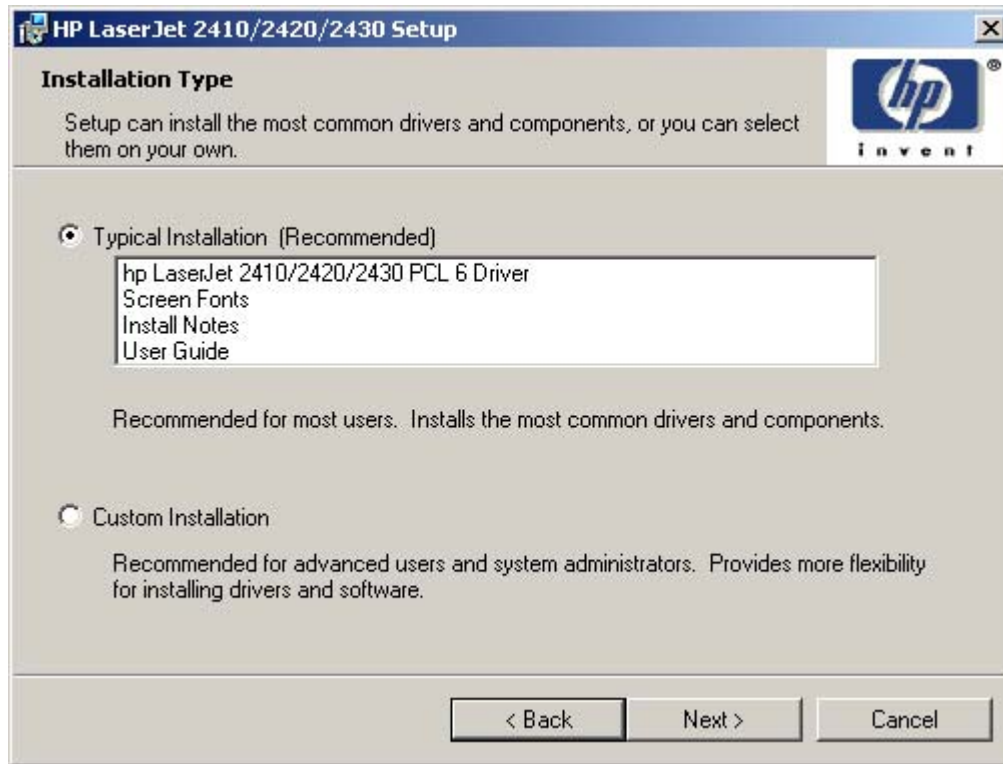 HP LaserJet 2410/2420/2430 Setup
Installation Type
Setup can install the most common drivers and components, or you can select
them on your own.
hp
®
invent
Typical Installation (Recommended)
hp LaserJet 2410/2420/2430 PCL 6 Driver
Screen Fonts
Install Notes
User Guide
Recommended for most users. Installs the most common drivers and components.
Custom Installation
Recommended for advanced users and system administrators. Provides more flexibility
for installing drivers and software.
< Back
Next >
Cancel